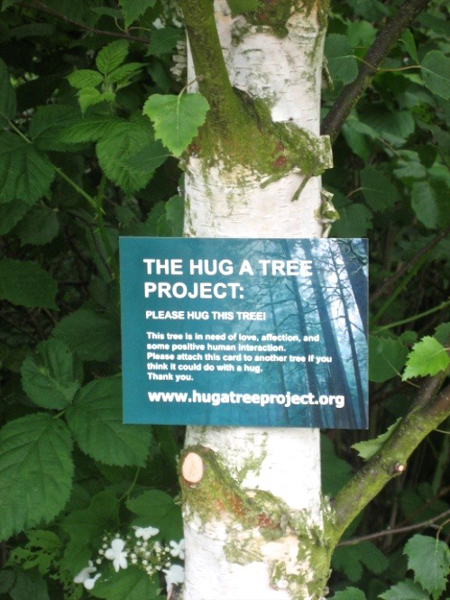 THE HUG A TREE
PROJECT:
PLEASE HUG THIS TREE!
This tree is in need of love, affection, and
some positive human interaction.
Please attach this card to another tree if you
think it could do with a hug.
Thank you.
www.hugatreeproject.org